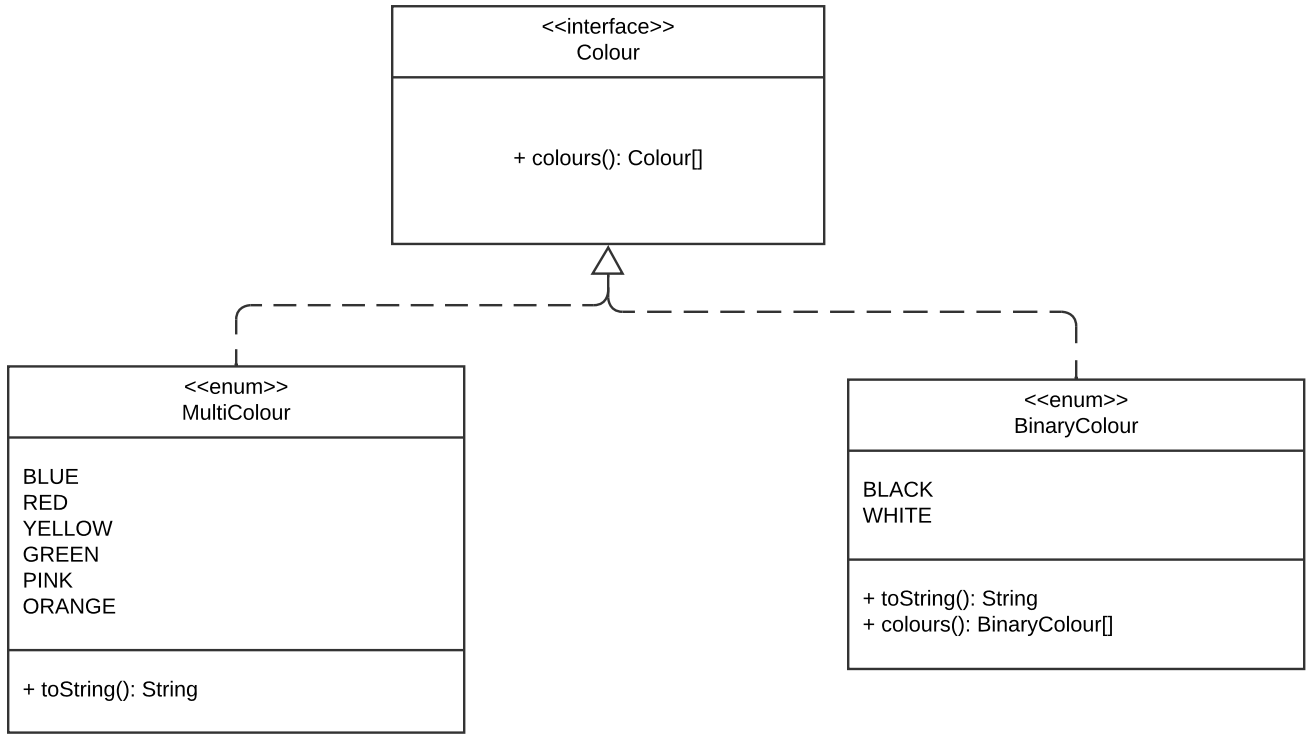 <<interface>>
Colour
+ colours(): Colour[]
<<enum>>
MultiColour
BLUE
RED
YELLOW
GREEN
PINK
ORANGE
+ toString(): String
<<enum>>
BinaryColour
BLACK
WHITE
+ toString(): String
+ colours(): BinaryColour[]